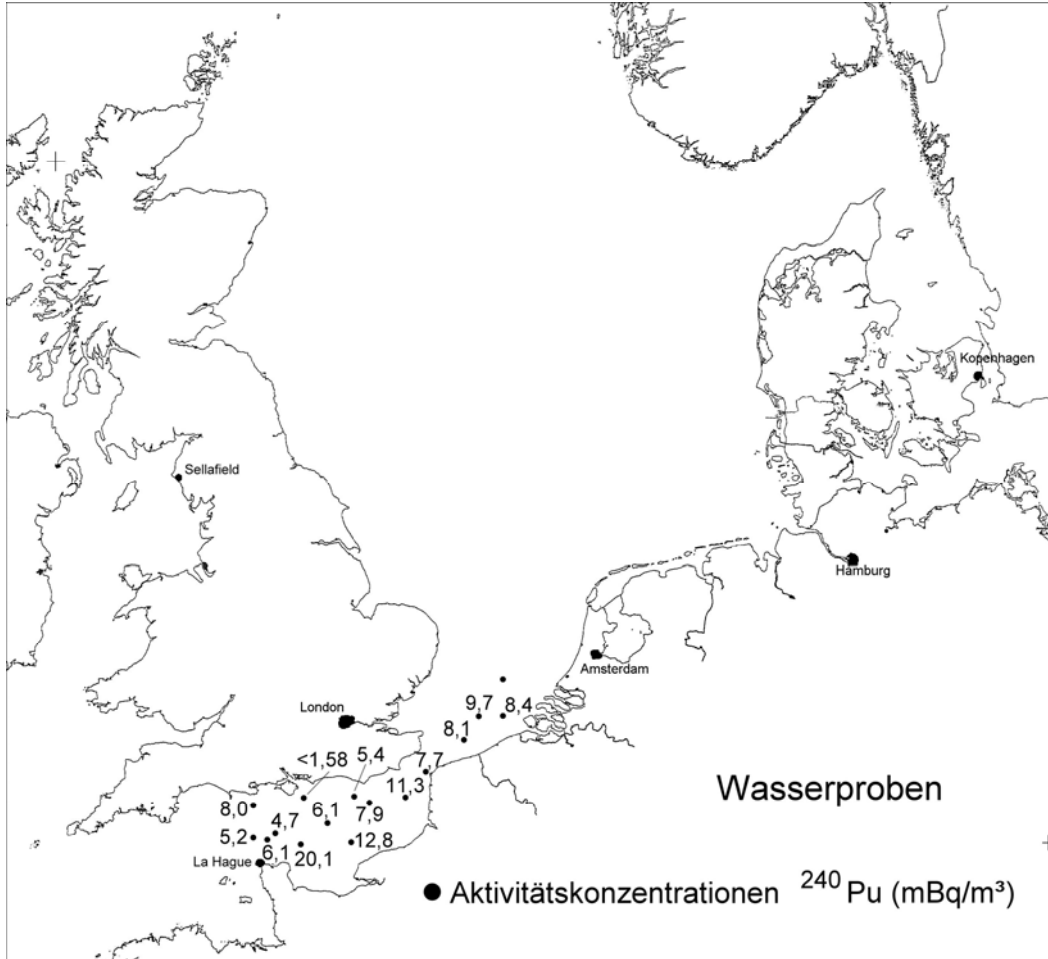 Kopenhagen
Sellafield
Hamburg
Amsterdam
9,7
8,4
London
8,1
<1,58
5,4
7,7
11,3
Wasserproben
8,0
6,1
7,9
4,7
5,2
12,8
6,1
20,1
La Hague
Aktivitätskonzentrationen ²⁴⁰Pu (mBq/m³)